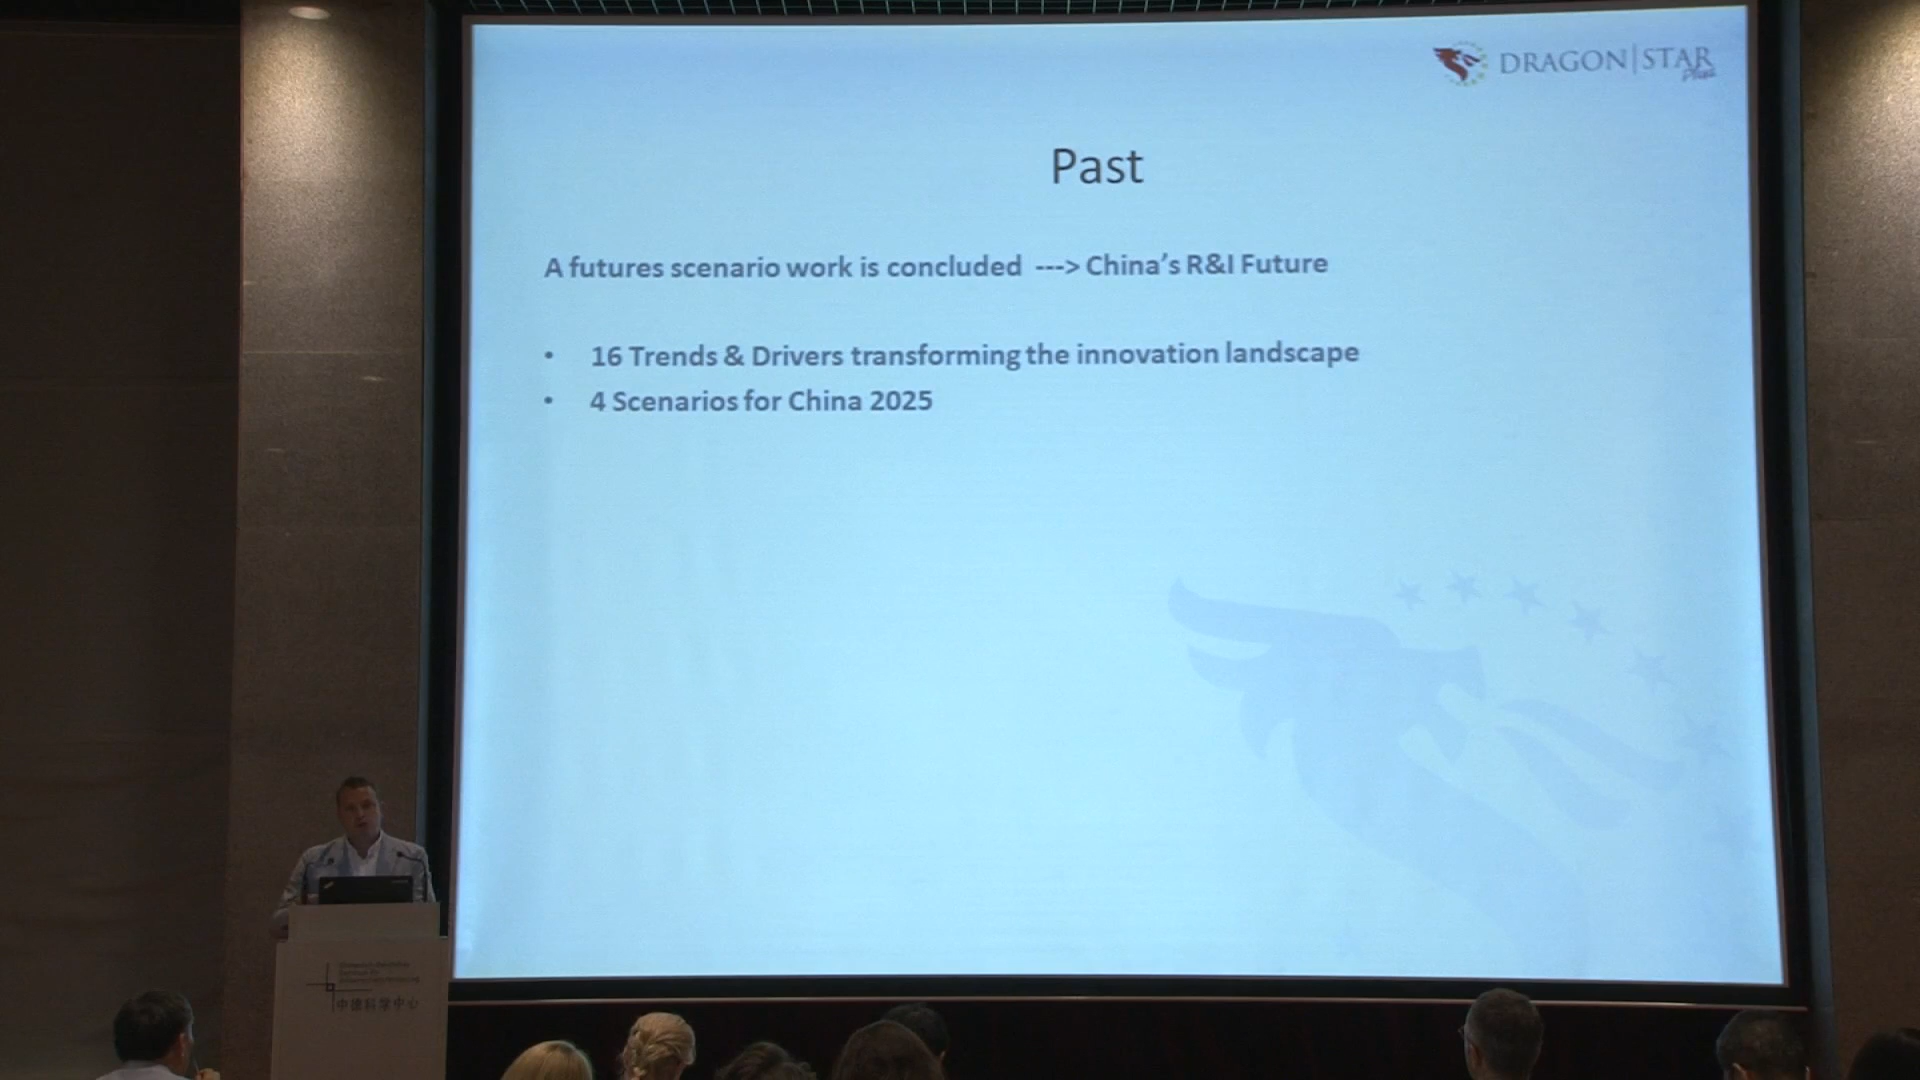 DRAGON|STAR
Plus
Past
A futures scenario work is concluded ---> China's R&I Future
• 16 Trends & Drivers transforming the innovation landscape
• 4 Scenarios for China 2025
中德科学中心